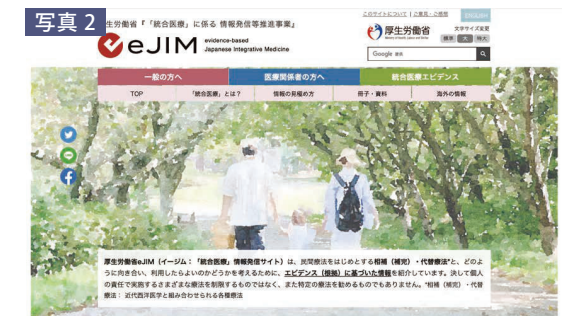 写真 2
生労働省『「統合医療」に係る 情報発信等推進事業』
eJIM evidence-based
Japanese Integrative Medicine
このサイトについて | ご意見・ご感想
厚生労働省
文字サイズ変更
標準 大 特大
Google 検索
一般の方へ 医療関係者の方へ 統合医療エビデンス
TOP 「統合医療」とは? 情報の見極め方 冊子・資料 海外の情報
厚生労働省eJIM(イージム:「統合医療」情報発信サイト)は、民間療法をはじめとする相補(補完)・代替療法*と、どのよ
うに向き合い、利用したらよいのかどうかを考えるために、エビデンス(根拠)に基づいた情報を紹介しています。決して個人
の責任で実施するさまざまな療法を制限するものではなく、また特定の療法を勧めるものでもありません。*相補(補完)・代替
療法: 近代西洋医学と組み合わせられる各種療法